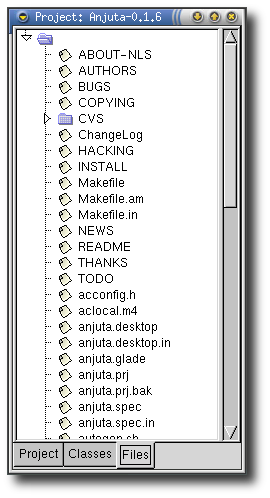 Project: Anjuta-0.1.6
ABOUT-NLS
AUTHORS
BUGS
COPYING
CVS
ChangeLog
HACKING
INSTALL
Makefile
Makefile.am
Makefile.in
NEWS
README
THANKS
TODO
acconfig.h
aclocal.m4
anjuta.desktop
anjuta.desktop.in
anjuta.glade
anjuta.prj
anjuta.prj.bak
anjuta.spec
anjuta.spec.in
autogen.sh
Project Classes Files